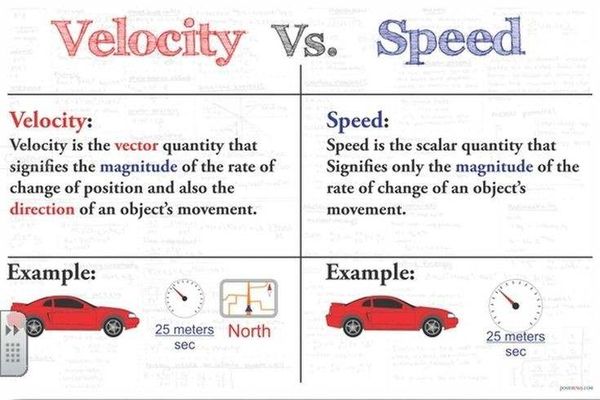 Velocity Vs. Speed
Velocity:
Velocity is the vector quantity that
signifies the magnitude of the rate of
change of position and also the
direction of an object's movement.
Speed:
Speed is the scalar quantity that
Signifies only the magnitude of the
rate of change of an object's
movement.
Example:
25 meters
sec
North
Example:
25 meters
sec